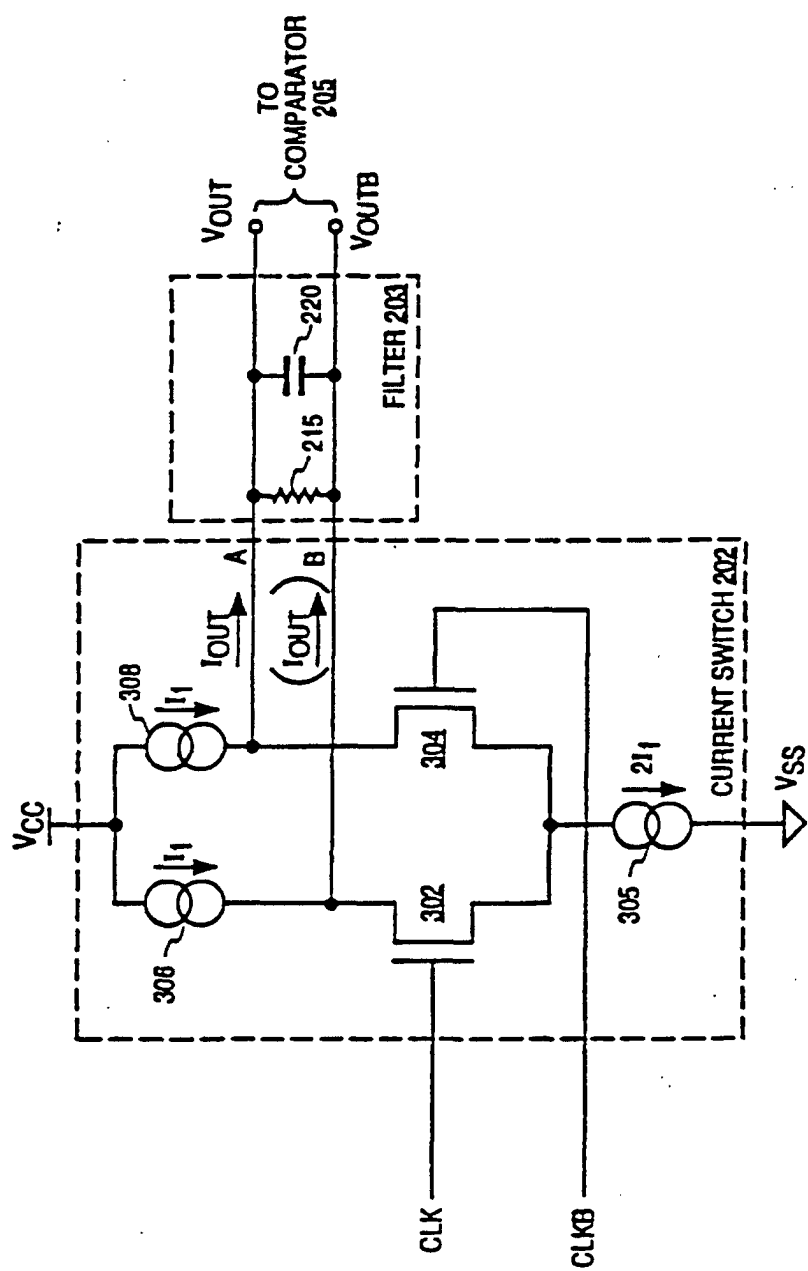 VCC
306
I1
308
I1
IOUT
A
(IOUT)
B
302
304
CLK
CLKB
305
2I1
CURRENT SWITCH 202
VSS
215
220
FILTER 203
VOUT
VOUTB
TO
COMPARATOR
205